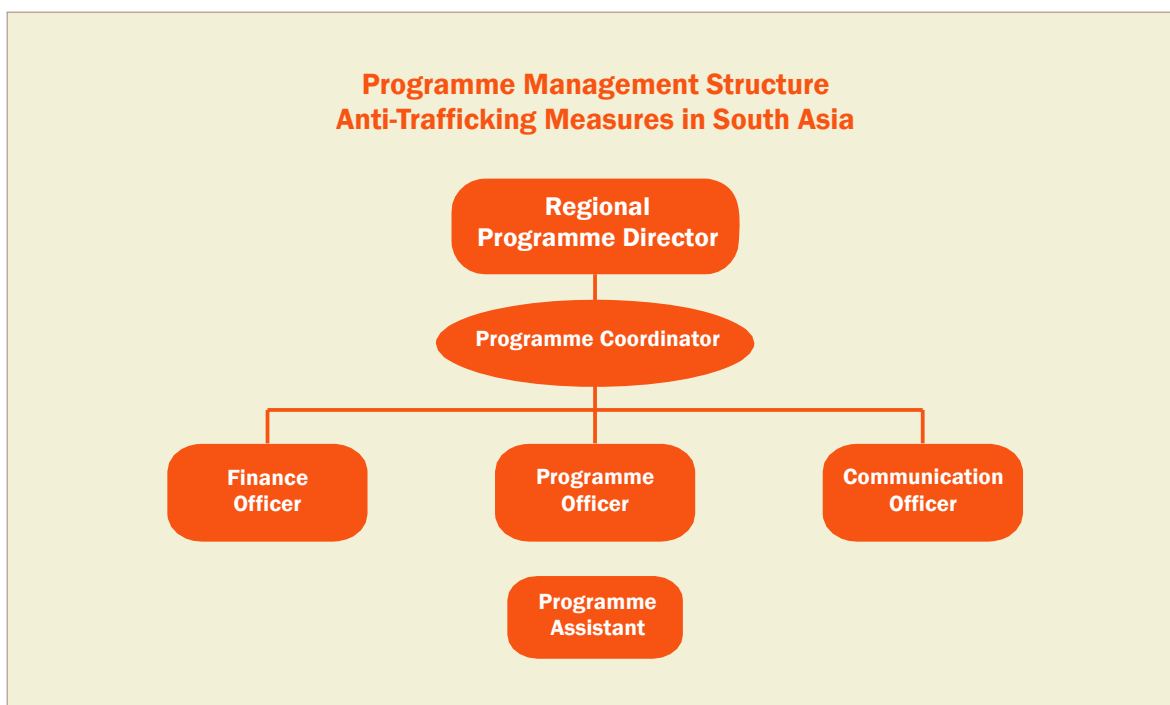 Programme Management Structure
Anti-Trafficking Measures in South Asia
Regional
Programme Director
Programme Coordinator
Finance
Officer
Programme
Officer
Communication
Officer
Programme
Assistant